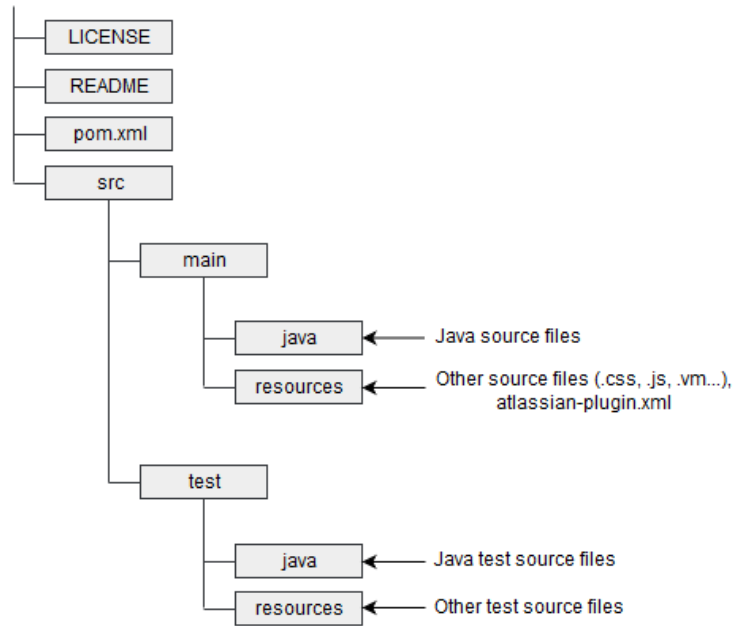 LICENSE
README
pom.xml
src
main
java
Java source files
resources
Other source files (.css, .js, .vm...),
atlassian-plugin.xml
test
java
Java test source files
resources
Other test source files